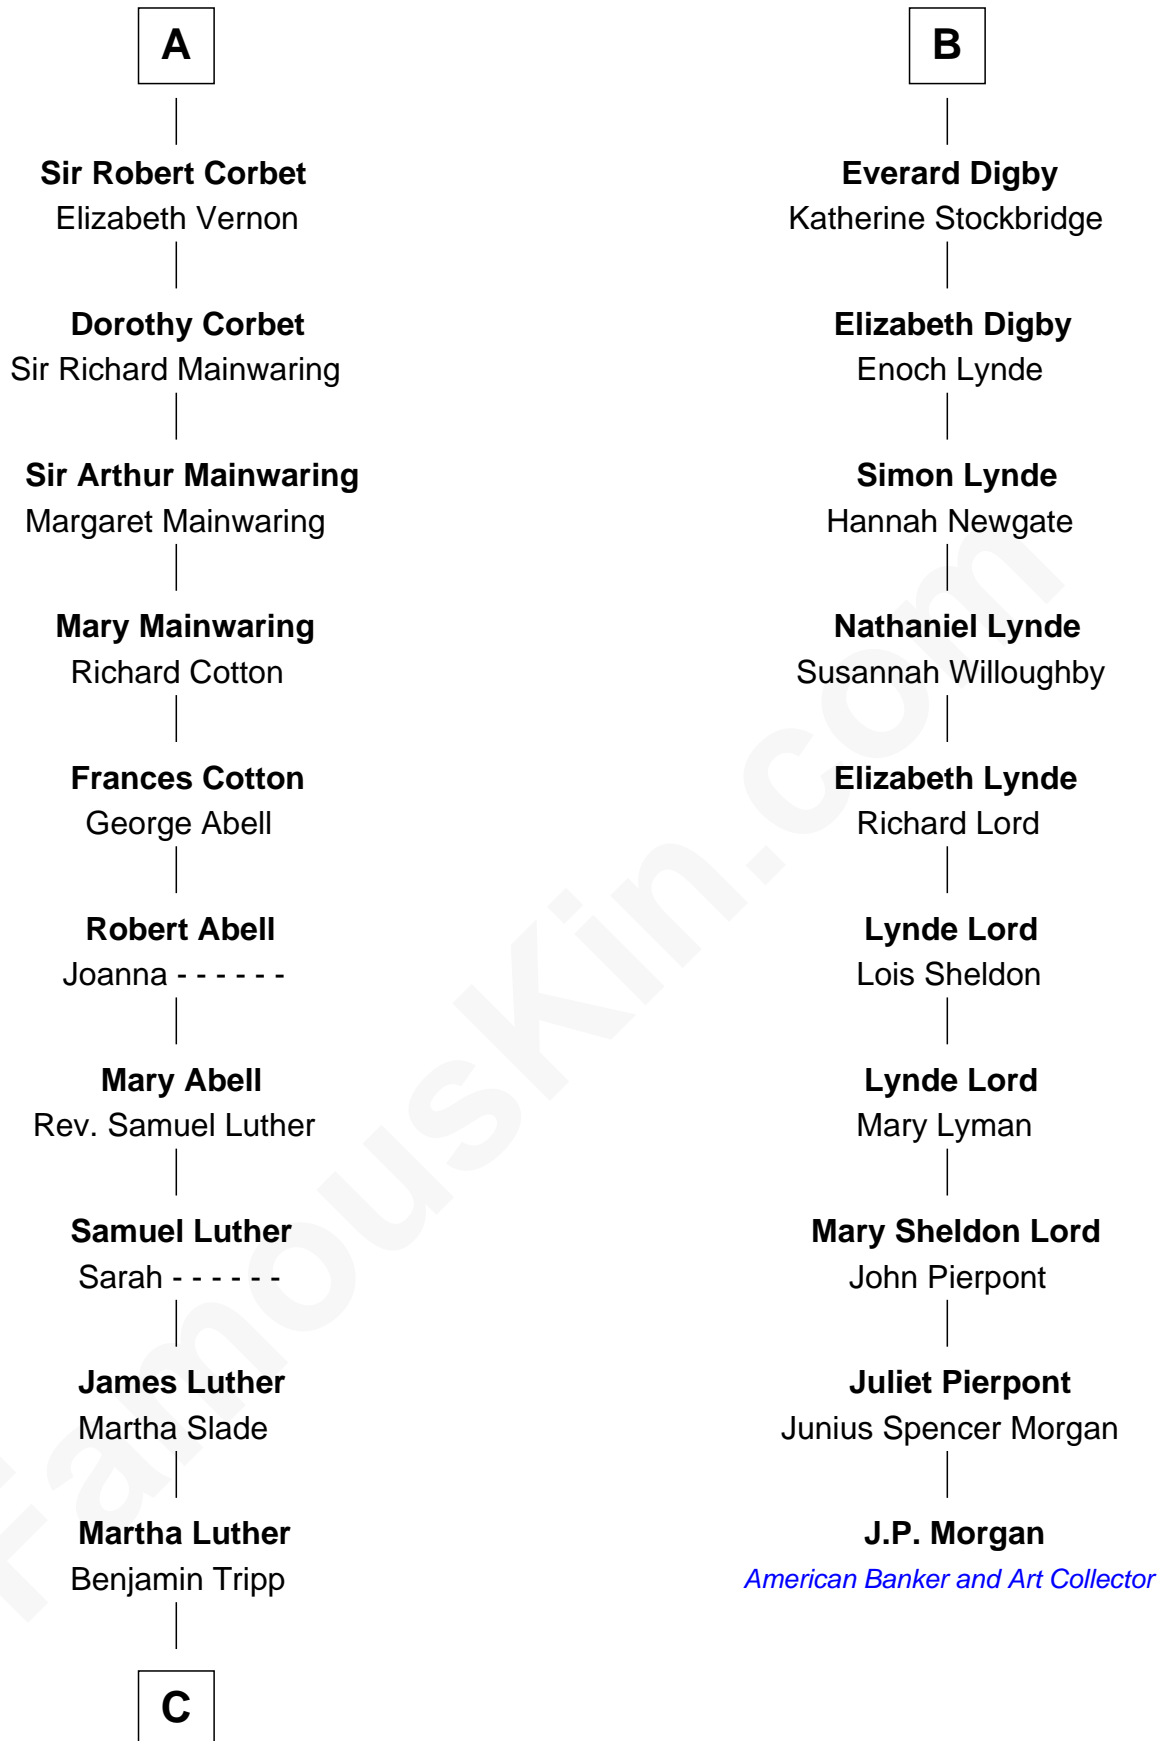 A
Sir Robert Corbet
Elizabeth Vernon
Dorothy Corbet
Sir Richard Mainwaring
Sir Arthur Mainwaring
Margaret Mainwaring
Mary Mainwaring
Richard Cotton
Frances Cotton
George Abell
Robert Abell
Joanna - - - - - -
Mary Abell
Rev. Samuel Luther
Samuel Luther
Sarah - - - - - -
James Luther
Martha Slade
Martha Luther
Benjamin Tripp
C
B
Everard Digby
Katherine Stockbridge
Elizabeth Digby
Enoch Lynde
Simon Lynde
Hannah Newgate
Nathaniel Lynde
Susannah Willoughby
Elizabeth Lynde
Richard Lord
Lynde Lord
Lois Sheldon
Lynde Lord
Mary Lyman
Mary Sheldon Lord
John Pierpont
Juliet Pierpont
Junius Spencer Morgan
J.P. Morgan
American Banker and Art Collector
FamousKin.com